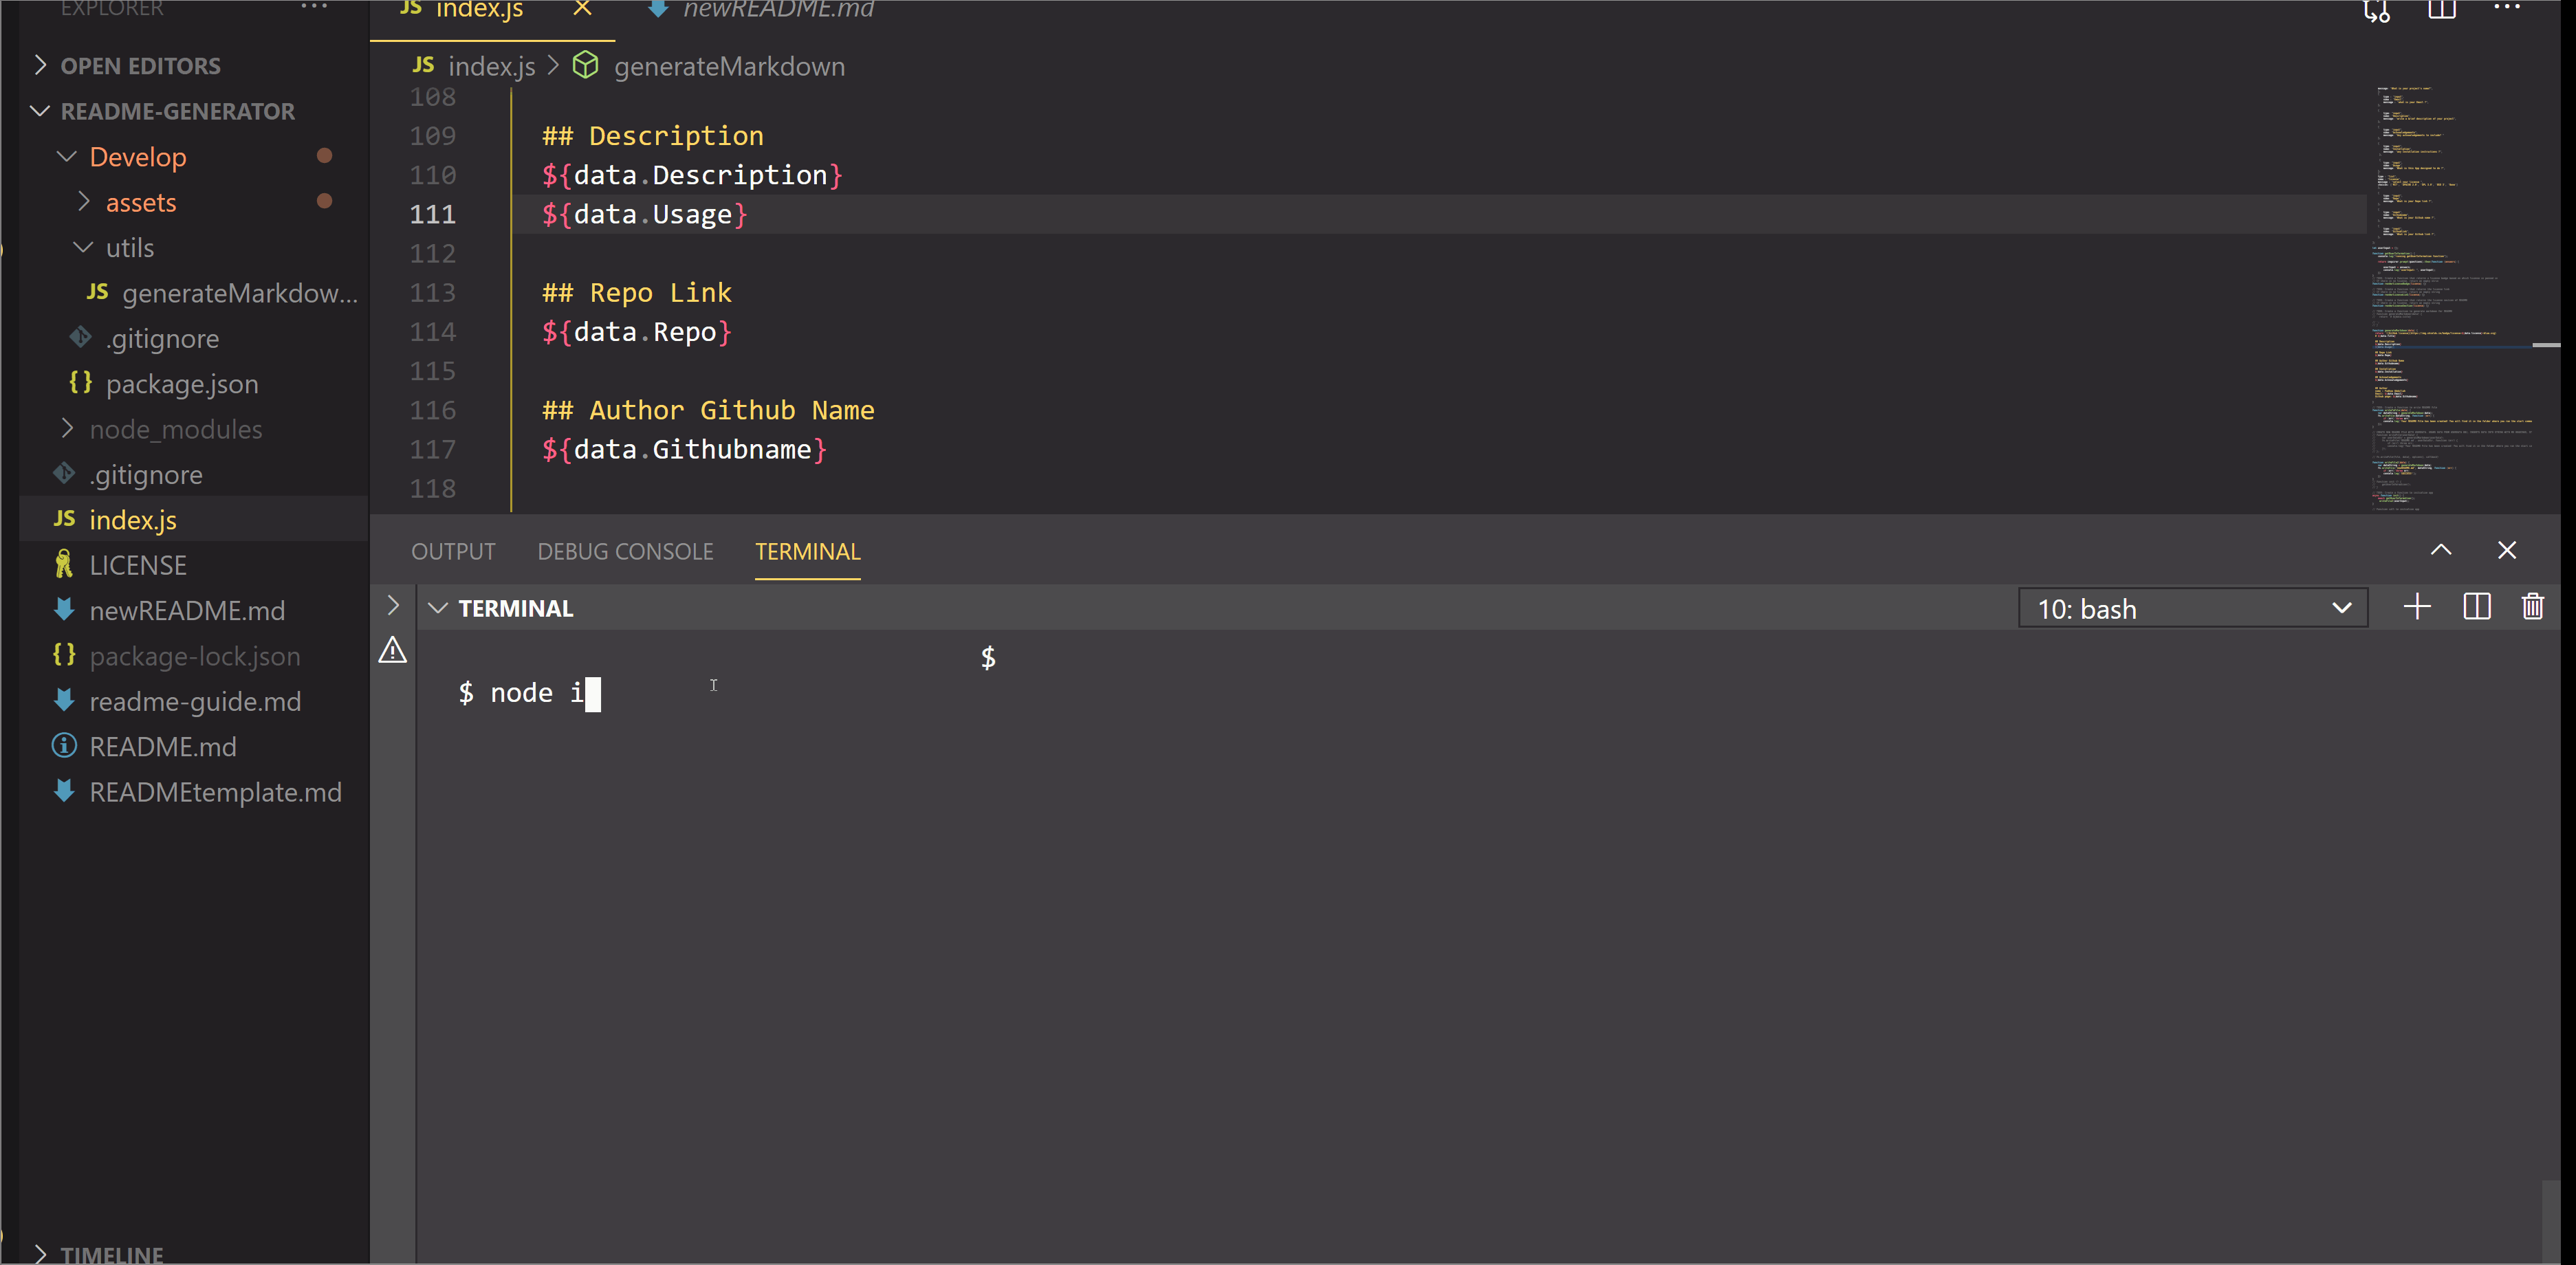 EXPLORER ...
OPEN EDITORS
README-GENERATOR
Develop
assets
utils
JS generateMarkdow...
.gitignore
{} package.json
node_modules
.gitignore
JS index.js
LICENSE
newREADME.md
{} package-lock.json
readme-guide.md
README.md
READMEtemplate.md
TIMELINE
JS index.js
newREADME.md
JS index.js > generateMarkdown
108
109 ## Description
110 ${data.Description}
111 ${data.Usage}
112
113 ## Repo Link
114 ${data.Repo}
115
116 ## Author Github Name
117 ${data.Githubname}
118
OUTPUT DEBUG CONSOLE TERMINAL
TERMINAL
10: bash
$
$ node i